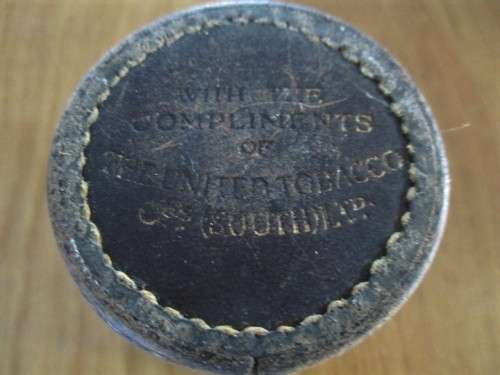 WITH THE
COMPLIMENTS
OF
THE UNITED TOBACCO
COS (SOUTH) LTD.